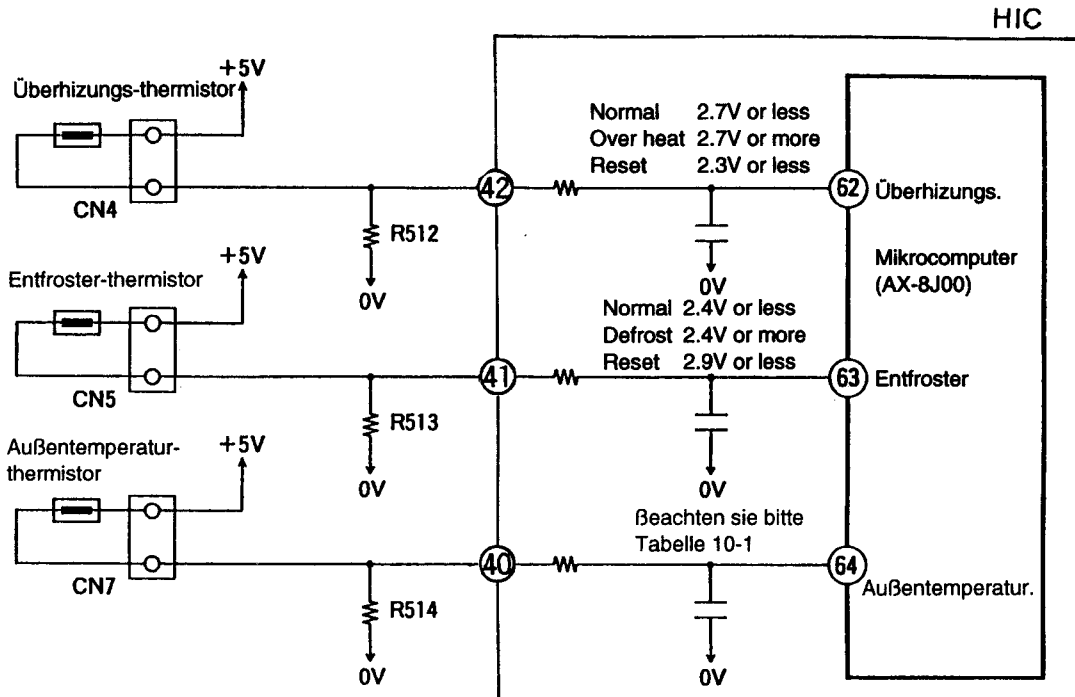 HIC
+5V
Überhizungs-thermistor
CN4
R512
0V
42
Normal 2.7V or less
Over heat 2.7V or more
Reset 2.3V or less
0V
62
Überhizungs.
Mikrocomputer
(AX-8J00)
+5V
Entfroster-thermistor
CN5
R513
0V
41
Normal 2.4V or less
Defrost 2.4V or more
Reset 2.9V or less
0V
63
Entfroster
+5V
Außentemperatur-
thermistor
CN7
R514
0V
40
Beachten sie bitte
Tabelle 10-1
0V
64
Außentemperatur.